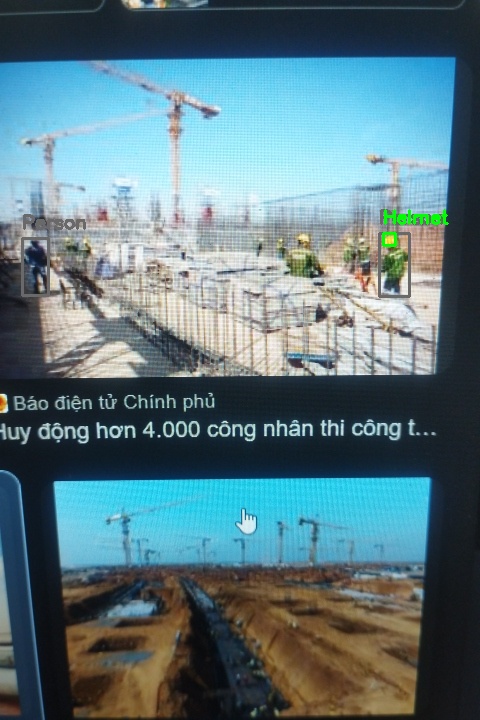 Person
Helmet
Báo điện tử Chính phủ
Huy động hơn 4.000 công nhân thi công t...